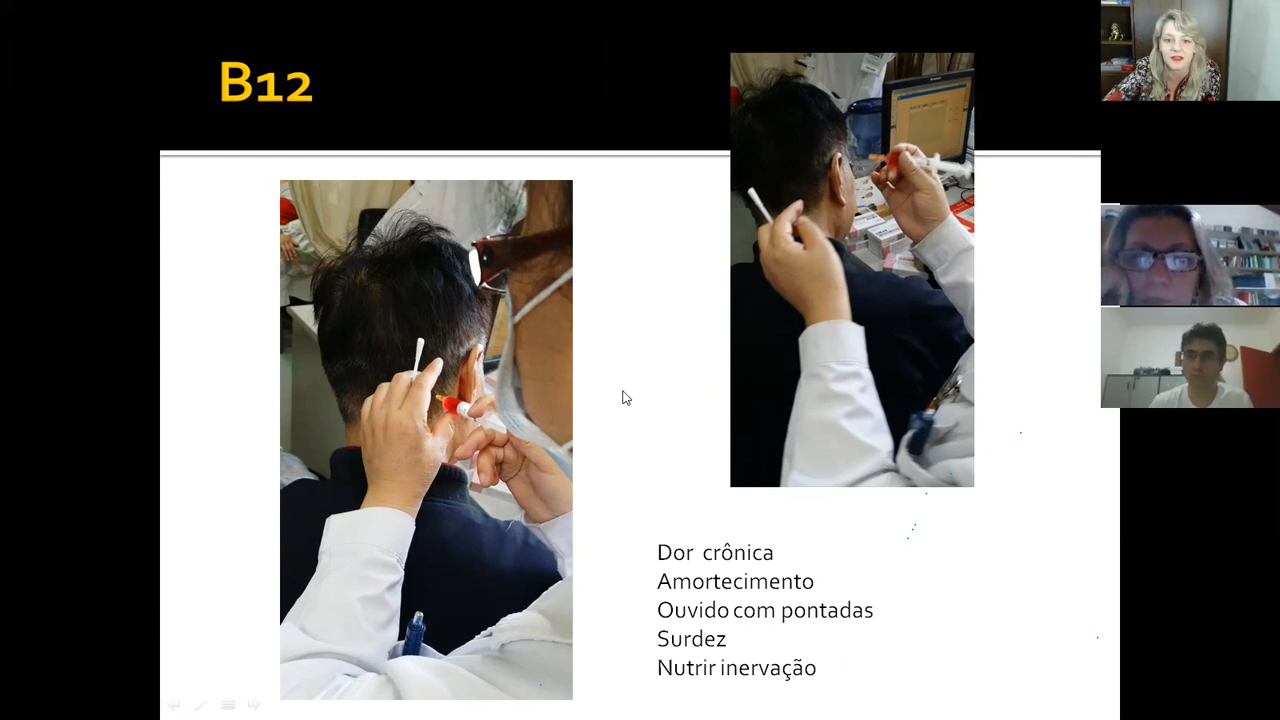 B12
Dor crônica
Amortecimento
Ouvido com pontadas
Surdez
Nutrir inervação